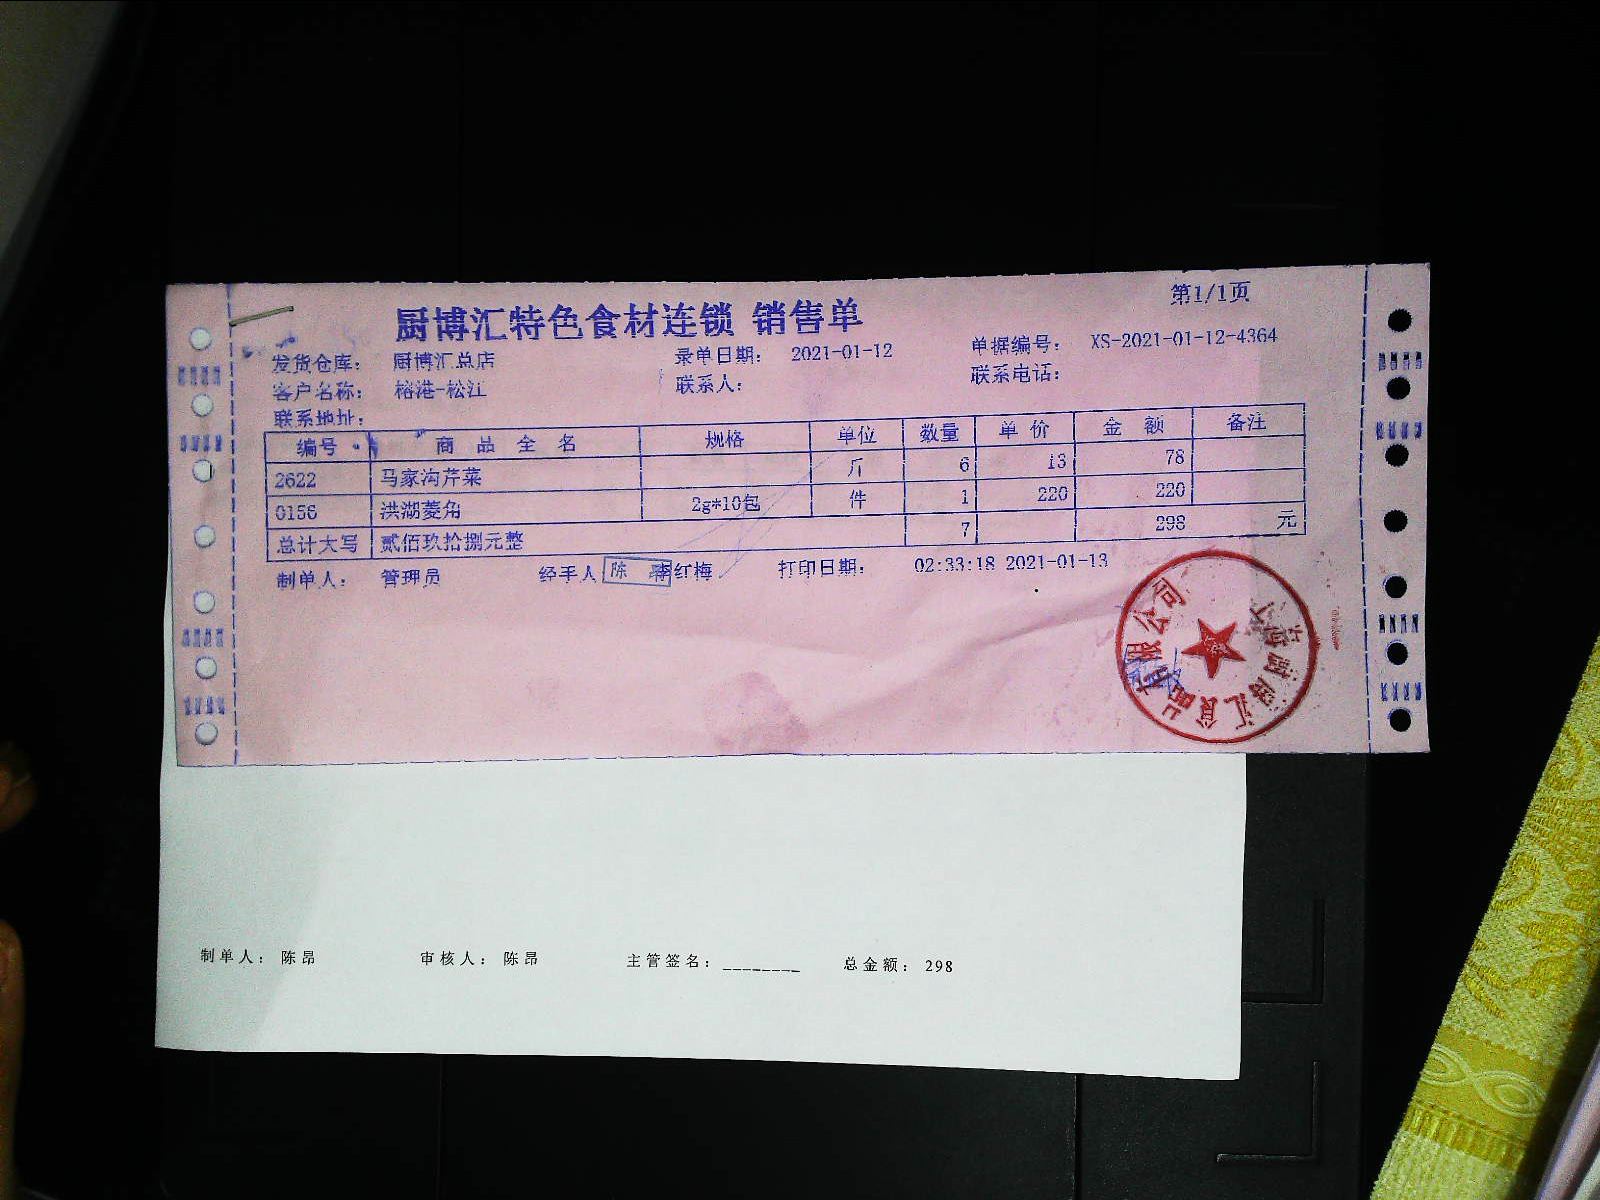 第1/1页
厨博汇特色食材连锁 销售单
发货仓库: 厨博汇总店 录单日期: 2021-01-12 单据编号: XS-2021-01-12-4364
客户名称: 榕港-松江 联系人: 联系电话:
联系地址:
编号 商品全名 规格 单位 数量 单价 金额 备注
2622 马家沟芹菜 斤 6 13 78
0156 洪湖菱角 2g*10包 件 1 220 220
总计大写 贰佰玖拾捌元整 7 298 元
制单人: 管理员 经手人 陈 李红梅 打印日期: 02:33:18 2021-01-13
食品有限公司
制单人: 陈昂 审核人: 陈昂 主管签名:________ 总金额: 298